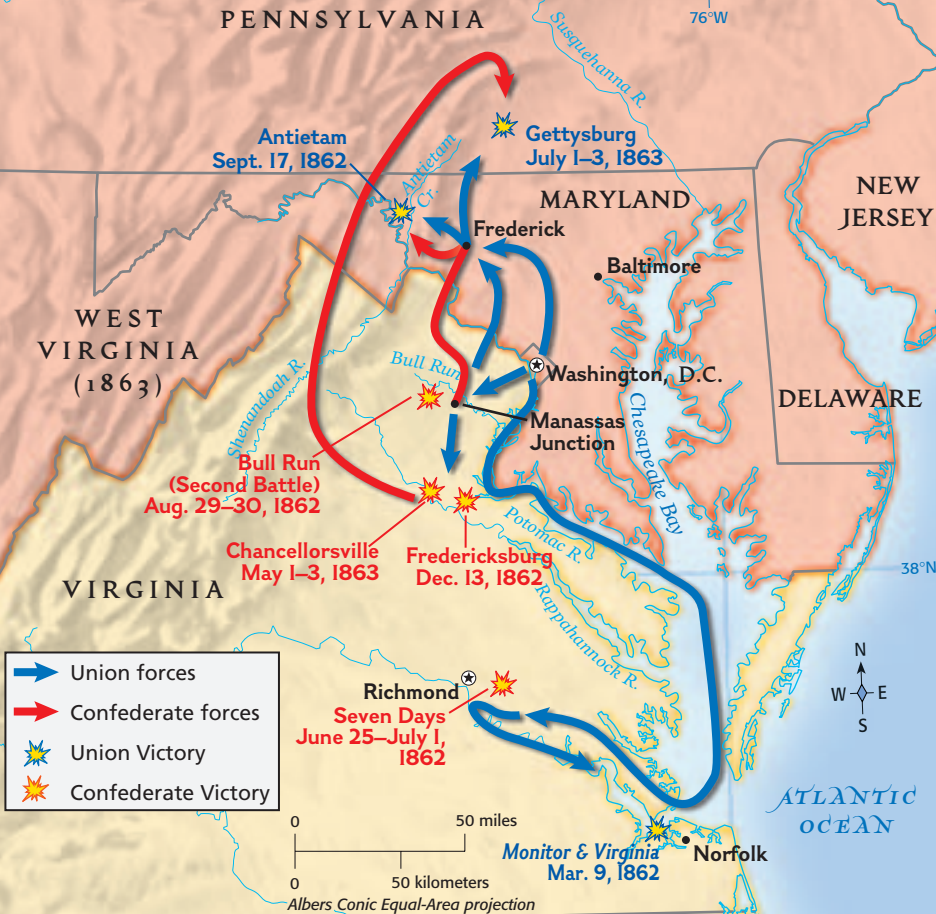 PENNSYLVANIA
76°W
Susquehanna R.
Antietam
Sept. 17, 1862
Antietam
Cr.
Gettysburg
July 1–3, 1863
MARYLAND
NEW
JERSEY
Frederick
Baltimore
WEST
VIRGINIA
(1863)
Shenandoah R.
Bull Run
Washington, D.C.
DELAWARE
Manassas
Junction
Chesapeake Bay
Bull Run
(Second Battle)
Aug. 29–30, 1862
Chancellorsville
May 1–3, 1863
Fredericksburg
Dec. 13, 1862
Potomac R.
38°N
VIRGINIA
Rappahannock R.
Union forces
Confederate forces
Union Victory
Confederate Victory
Richmond
Seven Days
June 25–July 1,
1862
N
W E
S
ATLANTIC
OCEAN
0 50 miles
0 50 kilometers
Albers Conic Equal-Area projection
Monitor & Virginia
Mar. 9, 1862
Norfolk